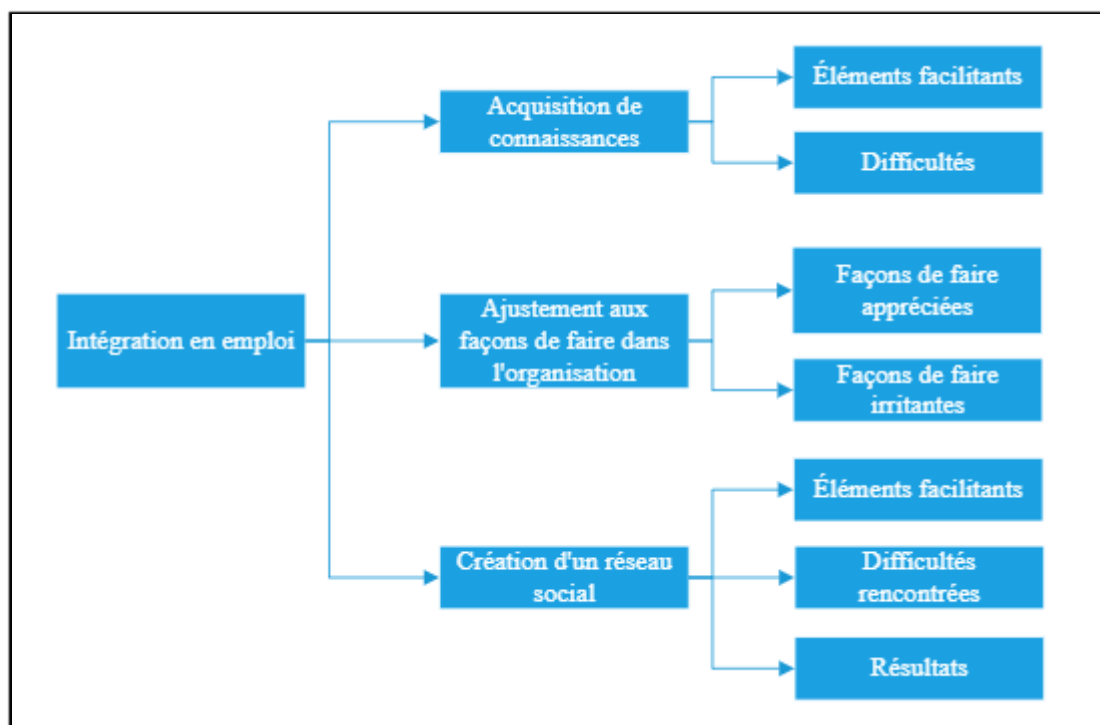 Éléments facilitants
Acquisition de
connaissances
Difficultés
Façons de faire
appréciées
Intégration en emploi
Ajustement aux
façons de faire dans
l'organisation
Façons de faire
irritantes
Éléments facilitants
Création d'un réseau
social
Difficultés
rencontrées
Résultats